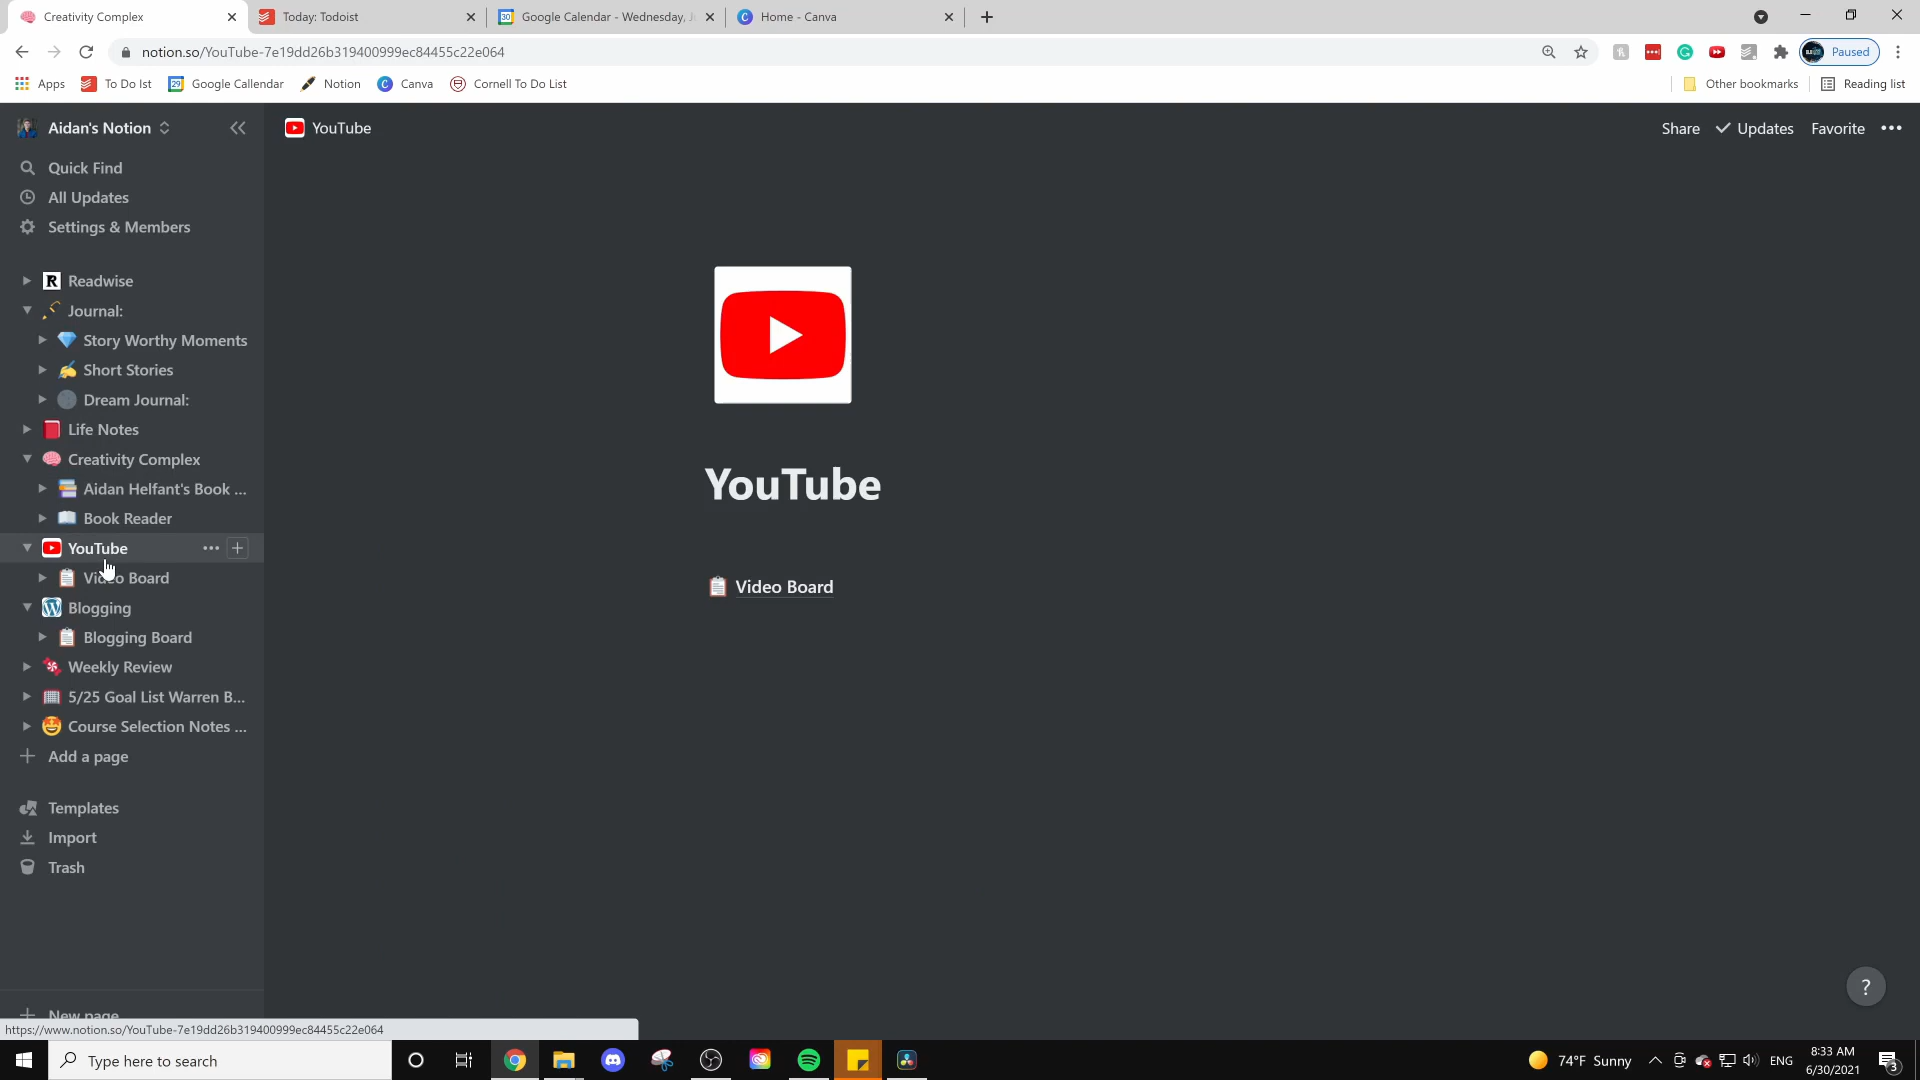 Creativity Complex
Today: Todoist
Google Calendar - Wednesday, J
Home - Canva
notion.so/YouTube-7e19dd26b319400999ec84455c22e064
Paused
Apps
To Do lst
Google Callendar
Notion
Canva
Cornell To Do List
Other bookmarks
Reading list
Aidan's Notion
YouTube
Share
Updates
Favorite
Quick Find
All Updates
Settings & Members
Readwise
Journal:
Story Worthy Moments
Short Stories
Dream Journal:
Life Notes
Creativity Complex
Aidan Helfant's Book ...
Book Reader
YouTube
Video Board
Blogging
Blogging Board
Weekly Review
5/25 Goal List Warren B...
Course Selection Notes ...
Add a page
Templates
Import
Trash
New page
YouTube
Video Board
?
https://www.notion.so/YouTube-7e19dd26b319400999ec84455c22e064
Type here to search
74°F Sunny
ENG
8:33 AM
6/30/2021
3